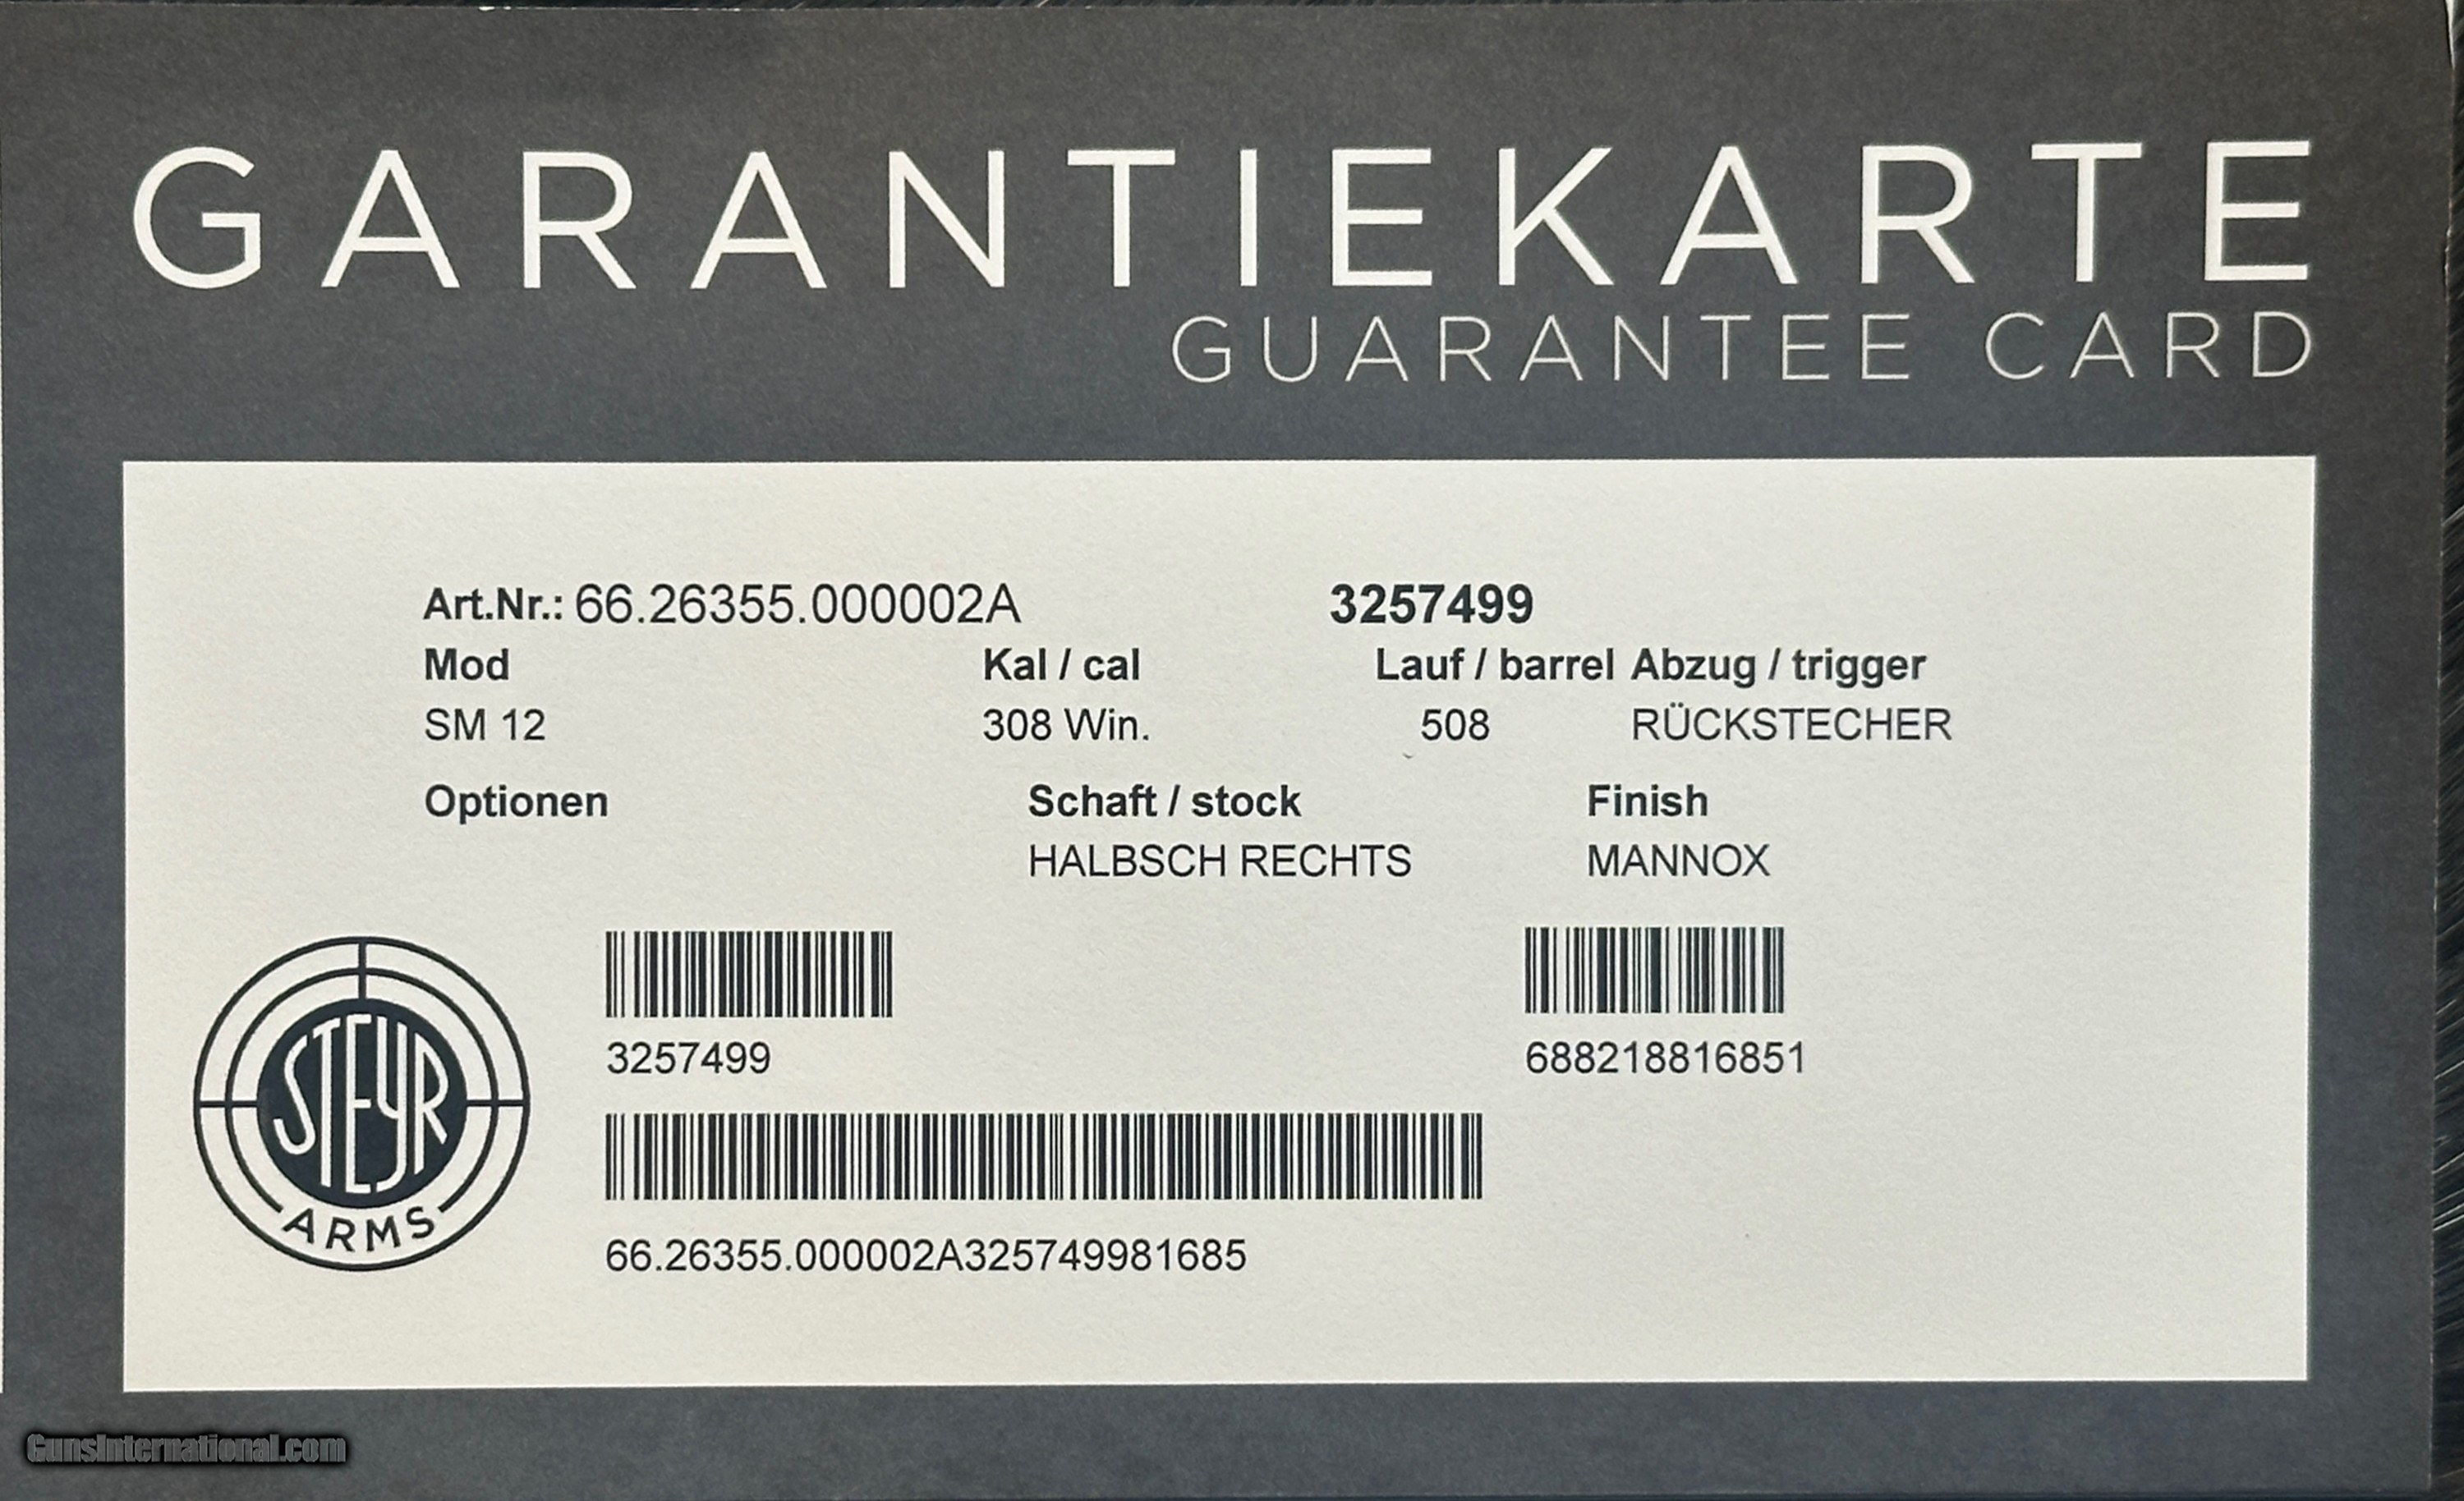 GARANTIEKARTE
GUARANTEE CARD
Art.Nr.: 66.26355.000002A 3257499
Mod Kal / cal Lauf / barrel Abzug / trigger
SM 12 308 Win. 508 RÜCKSTECHER
Optionen Schaft / stock Finish
HALBSCH RECHTS MANNOX
3257499 688218816851
STEYR
ARMS
66.26355.000002A325749981685
GunsInternational.com